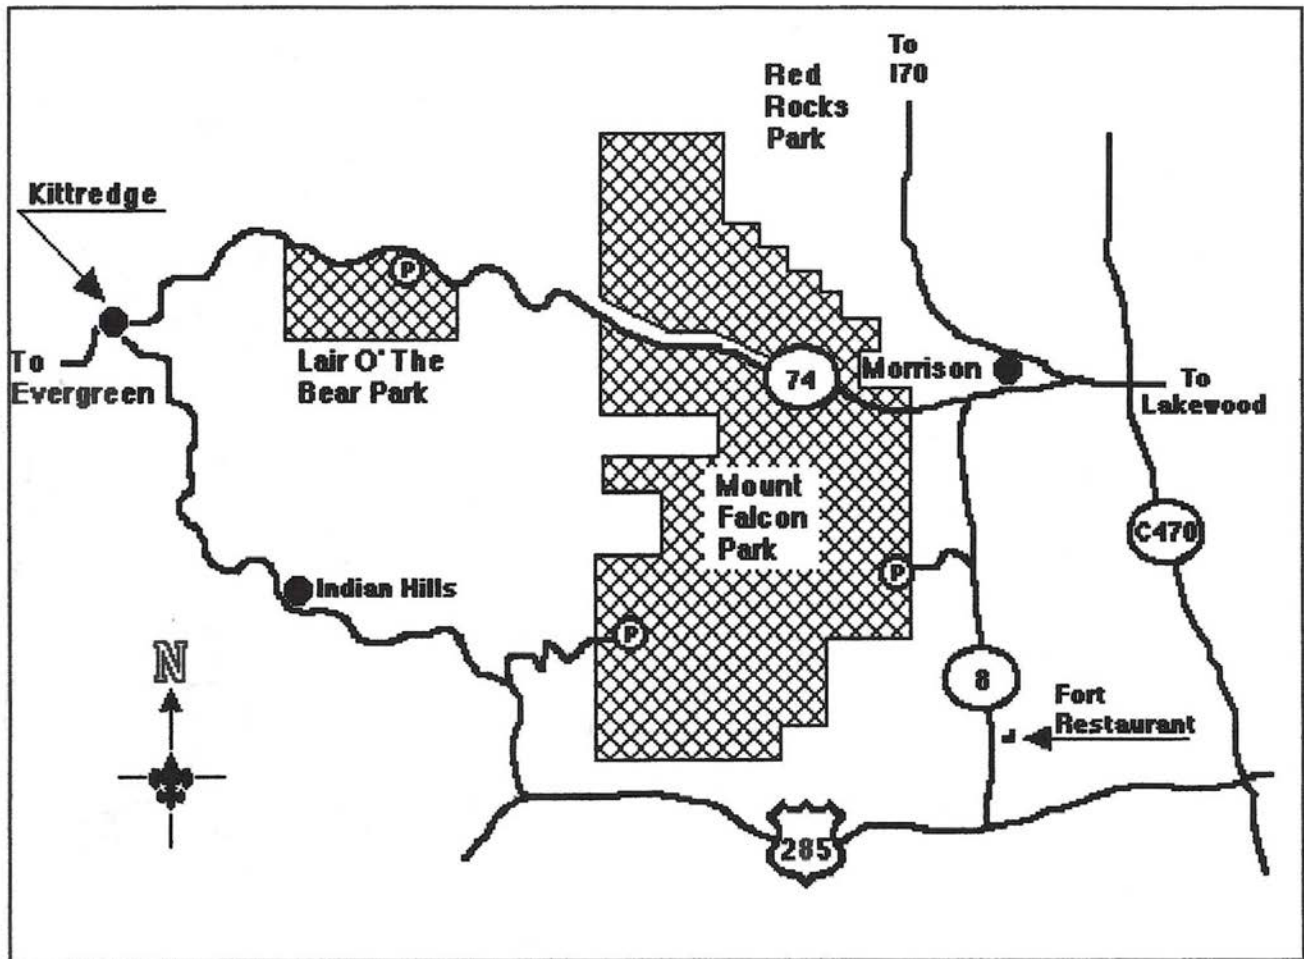 To
I70
Red
Rocks
Park
Kittredge
P
To
Evergreen
Lair O' The
Bear Park
74
Morrison
To
Lakewood
Mount
Falcon
Park
C470
P
Indian Hills
P
N
8
Fort
Restaurant
285